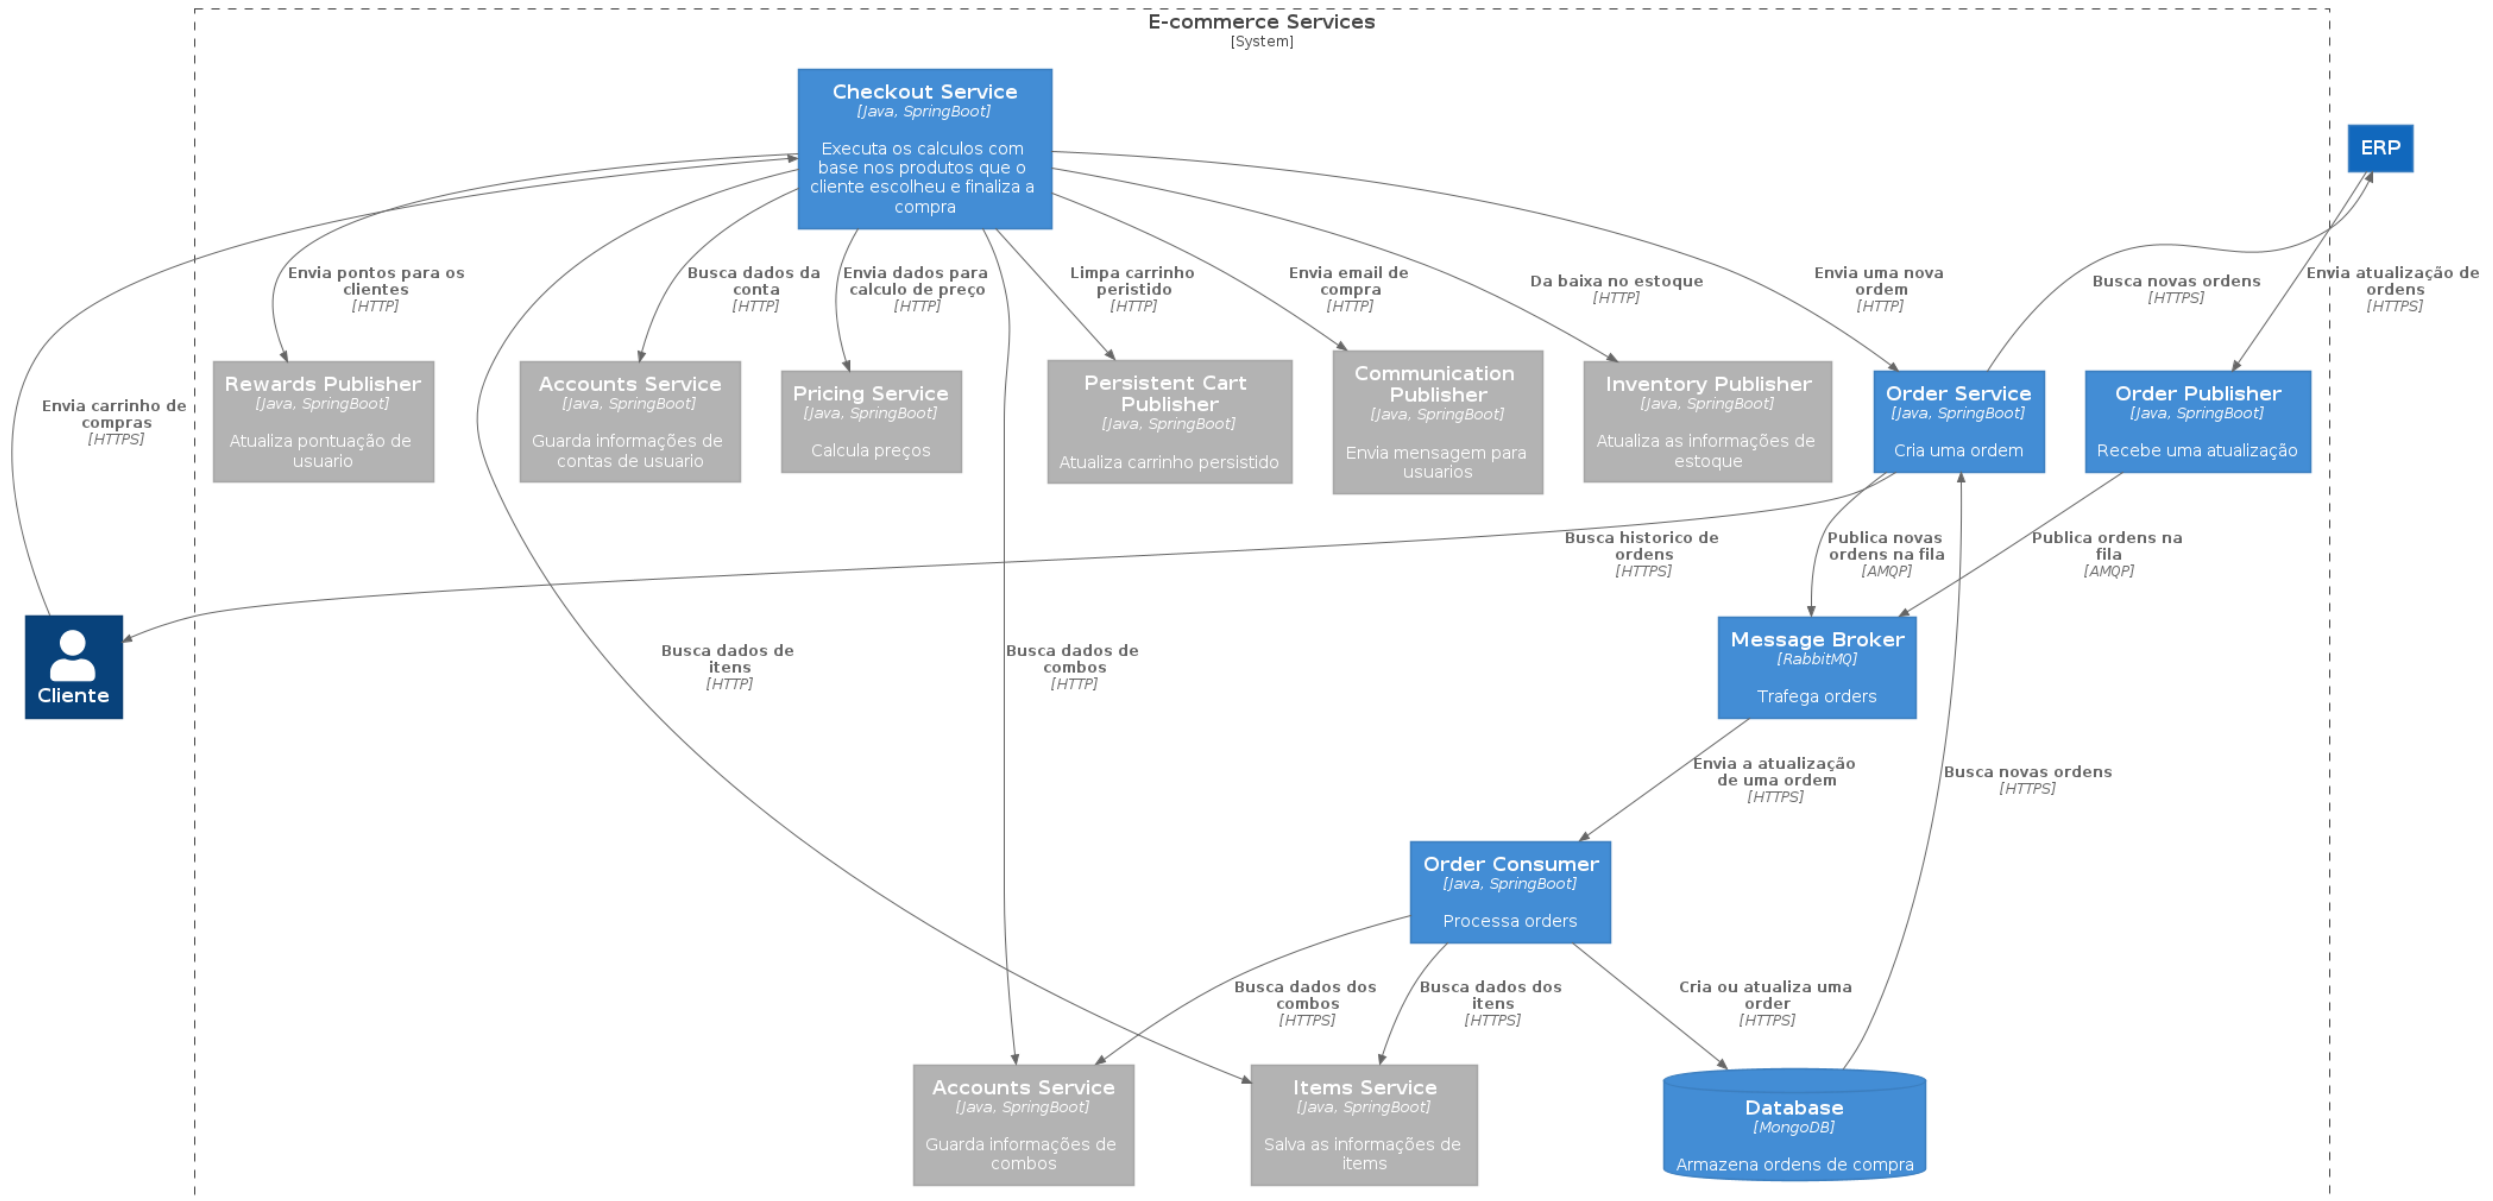 E-commerce Services
[System]
Checkout Service
[Java, SpringBoot]
Executa os calculos com
base nos produtos que o
cliente escolheu e finaliza a
compra
ERP
Envia pontos para os
clientes
[HTTP]
Busca dados da
conta
[HTTP]
Envia dados para
calculo de preço
[HTTP]
Limpa carrinho
peristido
[HTTP]
Envia email de
compra
[HTTP]
Da baixa no estoque
[HTTP]
Envia uma nova
ordem
[HTTP]
Busca novas ordens
[HTTPS]
Envia atualização de
ordens
[HTTPS]
Rewards Publisher
[Java, SpringBoot]
Atualiza pontuação de
usuario
Accounts Service
[Java, SpringBoot]
Guarda informações de
contas de usuario
Pricing Service
[Java, SpringBoot]
Calcula preços
Persistent Cart
Publisher
[Java, SpringBoot]
Atualiza carrinho persistido
Communication
Publisher
[Java, SpringBoot]
Envia mensagem para
usuarios
Inventory Publisher
[Java, SpringBoot]
Atualiza as informações de
estoque
Order Service
[Java, SpringBoot]
Cria uma ordem
Order Publisher
[Java, SpringBoot]
Recebe uma atualização
Envia carrinho de
compras
[HTTPS]
Busca historico de
ordens
[HTTPS]
Publica novas
ordens na fila
[AMQP]
Publica ordens na
fila
[AMQP]
Cliente
Busca dados de
itens
[HTTP]
Busca dados de
combos
[HTTP]
Message Broker
[RabbitMQ]
Trafega orders
Envia a atualização
de uma ordem
[HTTPS]
Busca novas ordens
[HTTPS]
Order Consumer
[Java, SpringBoot]
Processa orders
Busca dados dos
combos
[HTTPS]
Busca dados dos
itens
[HTTPS]
Cria ou atualiza uma
order
[HTTPS]
Accounts Service
[Java, SpringBoot]
Guarda informações de
combos
Items Service
[Java, SpringBoot]
Salva as informações de
items
Database
[MongoDB]
Armazena ordens de compra